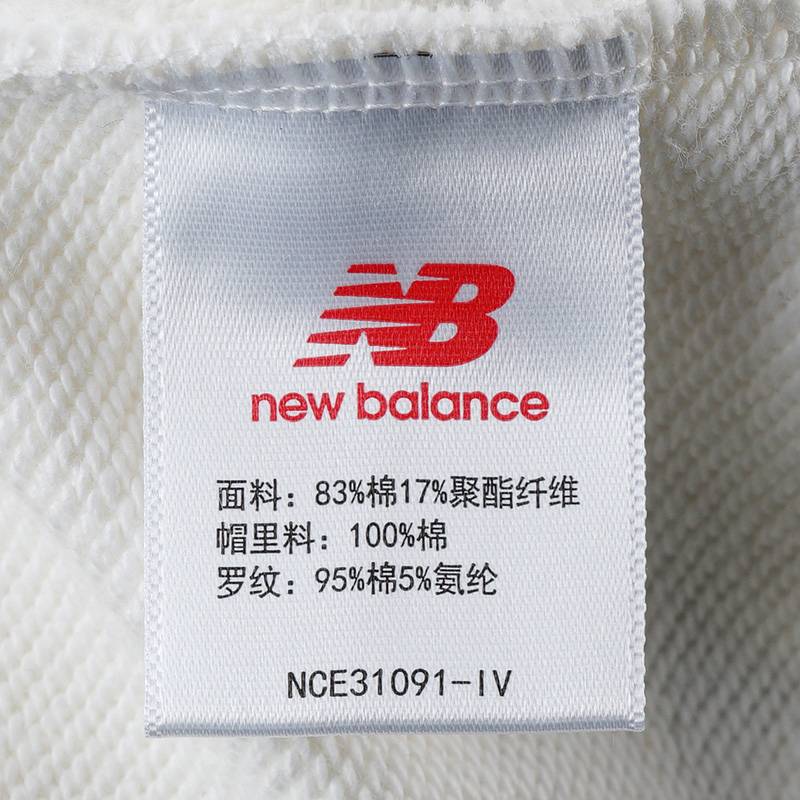 NB
new balance
面料：83%棉17%聚酯纤维
帽里料：100%棉
罗纹：95%棉5%氨纶
NCE31091-IV